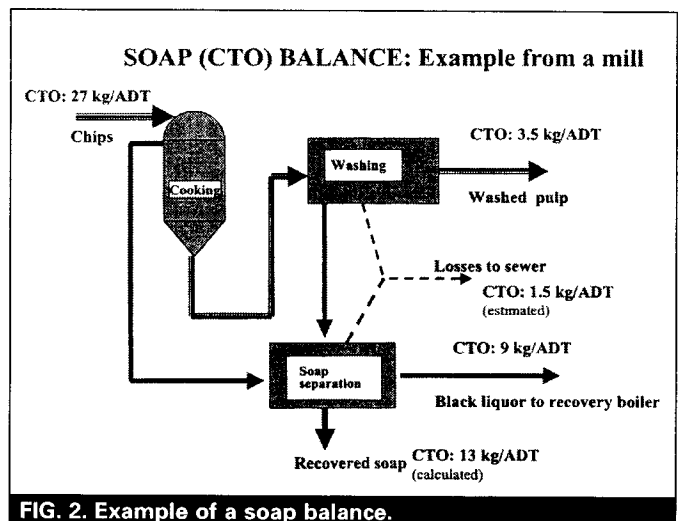 SOAP (CTO) BALANCE: Example from a mill
CTO: 27 kg/ADT
Chips
Cooking
Washing
CTO: 3.5 kg/ADT
Washed pulp
Losses to sewer
CTO: 1.5 kg/ADT
(estimated)
Soap
separation
CTO: 9 kg/ADT
Black liquor to recovery boiler
Recovered soap CTO: 13 kg/ADT
(calculated)
FIG. 2. Example of a soap balance.